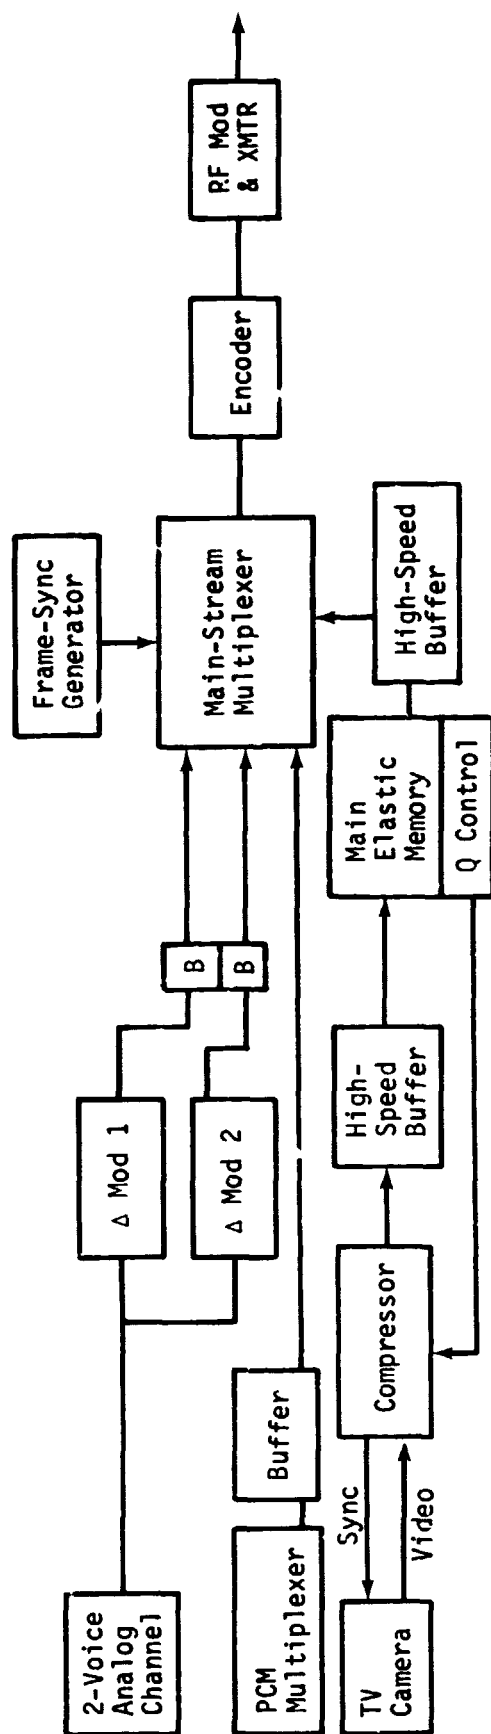 2-Voice
Analog
Channel
Δ Mod 1
Δ Mod 2
B
B
Frame-Sync
Generator
Main-Stream
Multiplexer
Encoder
RF Mod
& XMTR
PCM
Multiplexer
Buffer
TV
Camera
Sync
Video
Compressor
High-
Speed
Buffer
Main
Elastic
Memory
Q Control
High-Speed
Buffer